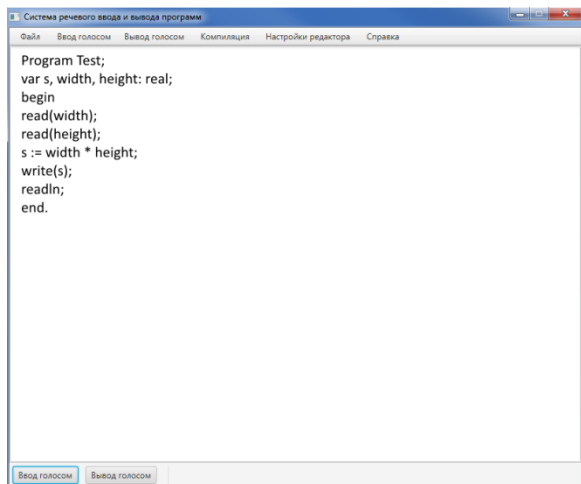 Система речевого ввода и вывода программ
Файл Ввод голосом Вывод голосом Компиляция Настройки редактора Справка
Program Test;
var s, width, height: real;
begin
read(width);
read(height);
s := width * height;
write(s);
readln;
end.
Ввод голосом Вывод голосом